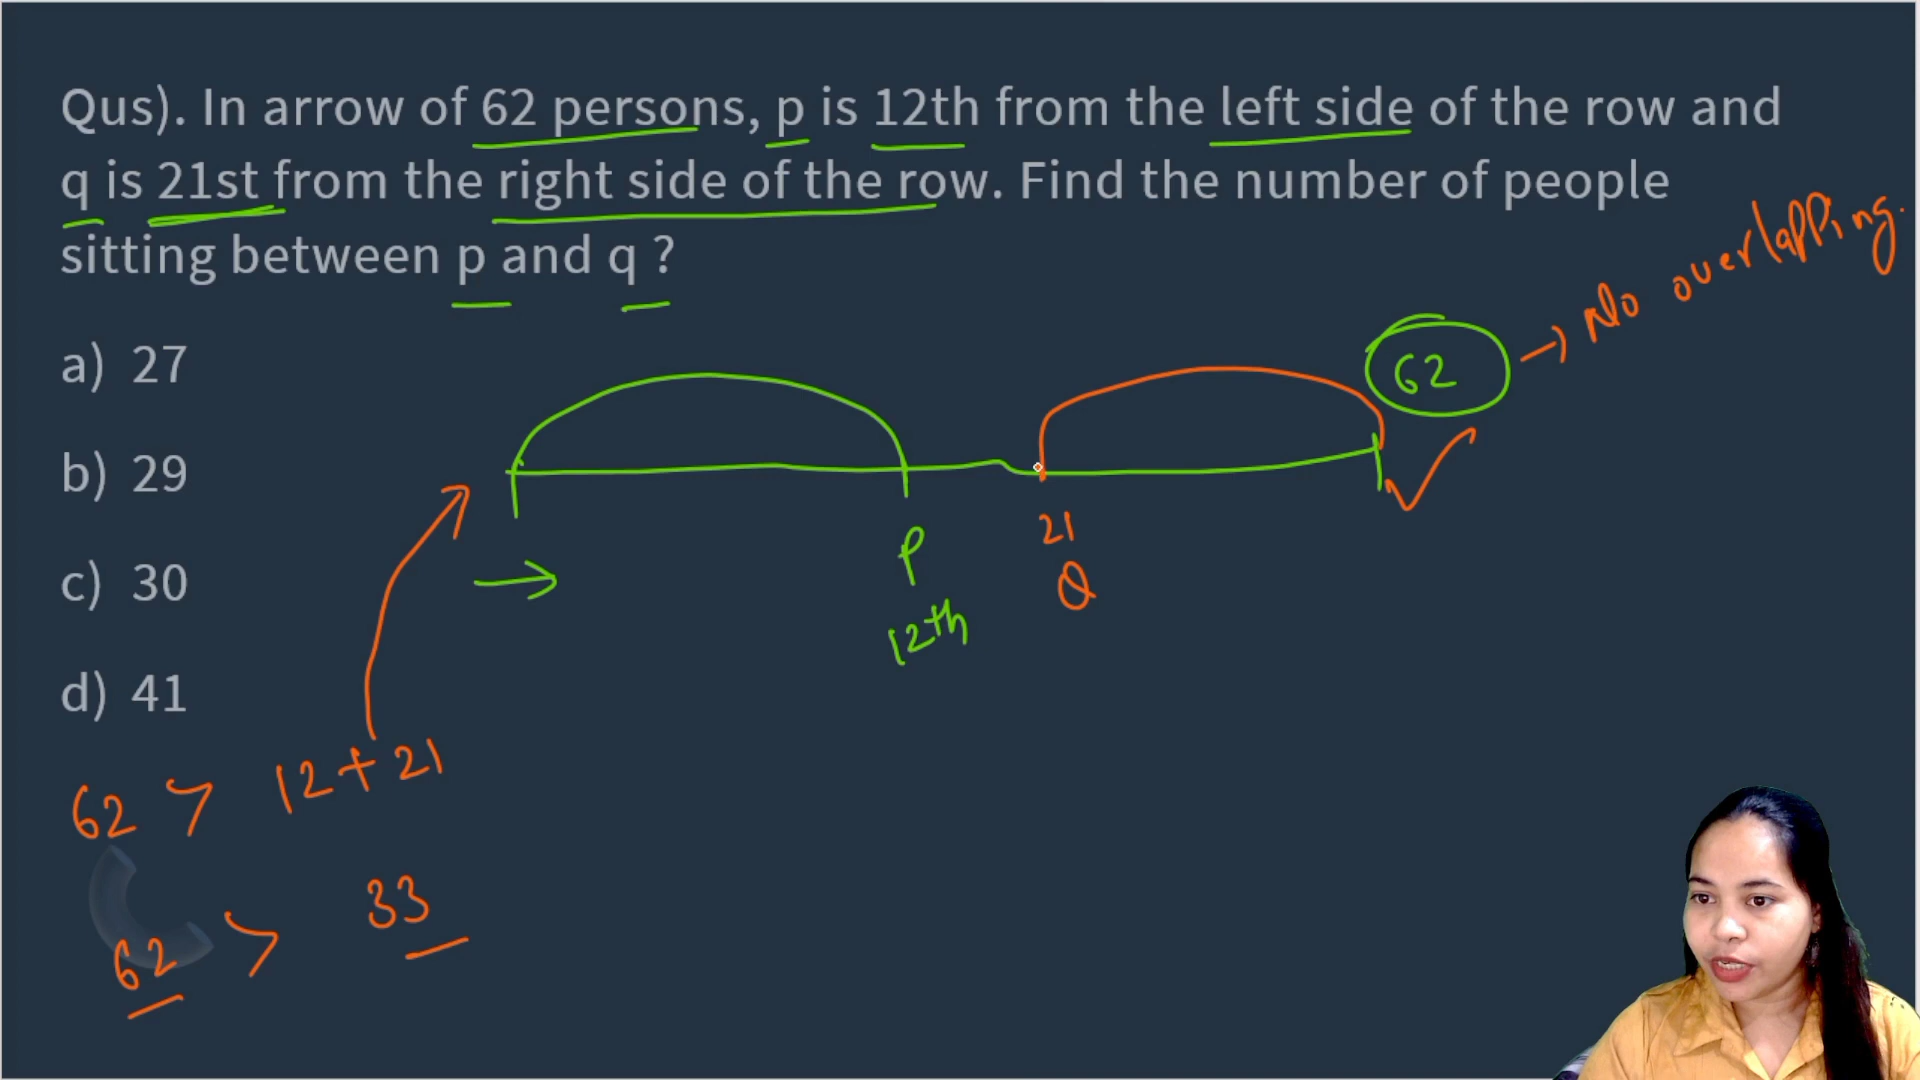 Qus). In arrow of 62 persons, p is 12th from the left side of the row and
q is 21st from the right side of the row. Find the number of people
sitting between p and q ?
No overlapping.
a) 27
62
b) 29
21
P
Q
c) 30
12th
d) 41
62 > 12+21
62 > 33